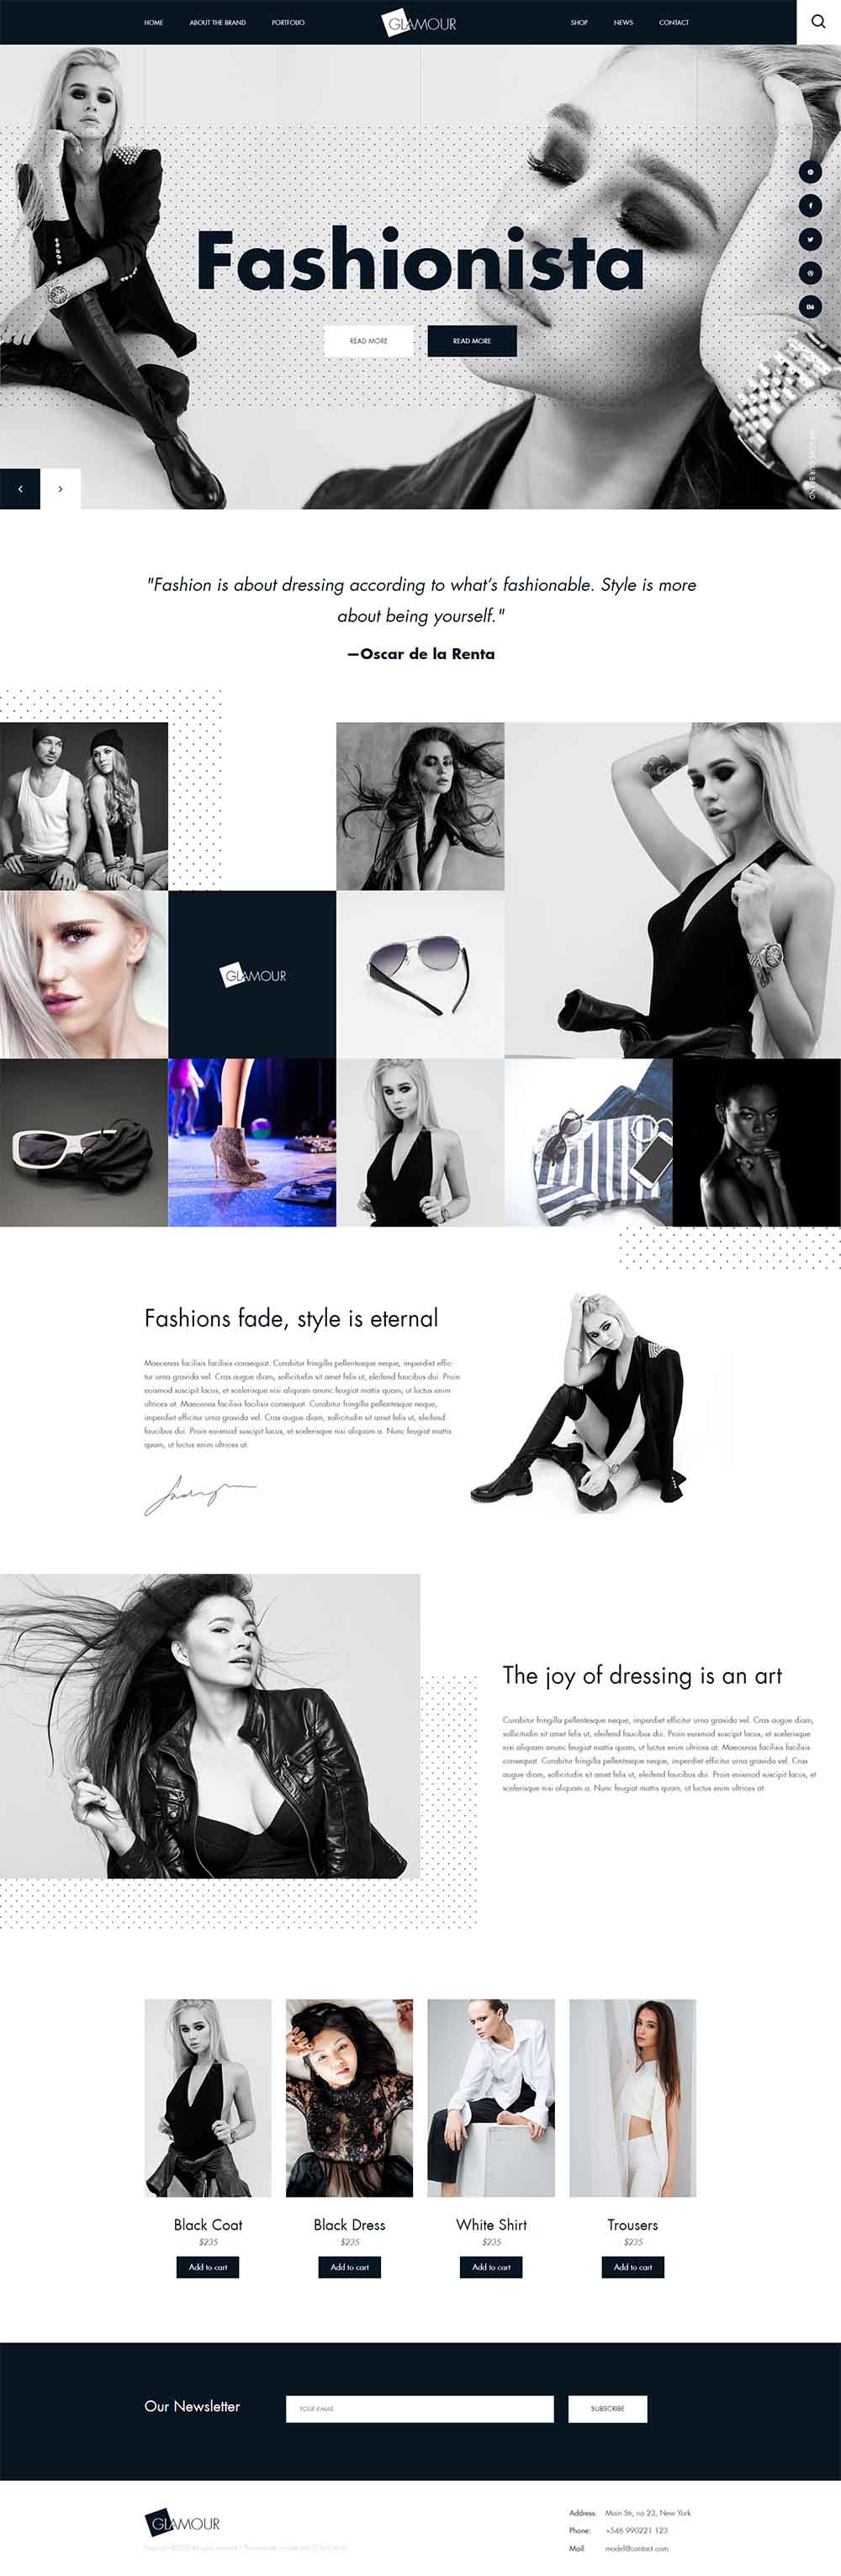 HOME ABOUT THE BRAND PORTFOLIO GLAMOUR SHOP NEWS CONTACT
Fashionista
READ MORE READ MORE
"Fashion is about dressing according to what's fashionable. Style is more
about being yourself."
—Oscar de la Renta
GLAMOUR
Fashions fade, style is eternal
Maecenas facilisis facilisis consequat. Curabitur fringilla pellentesque neque, imperdiet effic-
tur urna gravida vel. Cras augue diam, sollicitudin sit amet felis ut, eleifend faucibus dui. Proin
euismod suscipit lacus, et scelerisque nisi aliquam anunc feugiat mattis quam, ut luctus enim
ultrices at. Maecenas facilisis facilisis consequat. Curabitur fringilla pellentesque neque,
imperdiet efficitur urna gravida vel. Cras augue diam, sollicitudin sit amet felis ut, eleifend
faucibus dui. Proin euismod suscipit lacus, et scelerisque nisi aliquam a. Nunc feugiat mattis
quam, ut luctus enim ultrices at.
The joy of dressing is an art
Curabitur fringilla pellentesque neque, imperdiet efficitur urna gravida vel. Cras augue diam,
sollicitudin sit amet felis ut, eleifend faucibus dui. Proin euismod suscipit lacus, et scelerisque
nisi aliquam anunc feugiat mattis quam, ut luctus enim ultrices at. Maecenas facilisis facilisis
consequat. Curabitur fringilla pellentesque neque, imperdiet efficitur urna gravida vel. Cras
augue diam, sollicitudin sit amet felis ut, eleifend faucibus dui. Proin euismod suscipit lacus, et
scelerisque nisi aliquam a. Nunc feugiat mattis quam, ut luctus enim ultrices at.
Black Coat Black Dress White Shirt Trousers
$235 $235 $235 $235
Add to cart Add to cart Add to cart Add to cart
Our Newsletter YOUR EMAIL SUBSCRIBE
GLAMOUR
Address: Main Str, no 23, New York
Phone: +546 990221 123
Mail: modell@contact.com